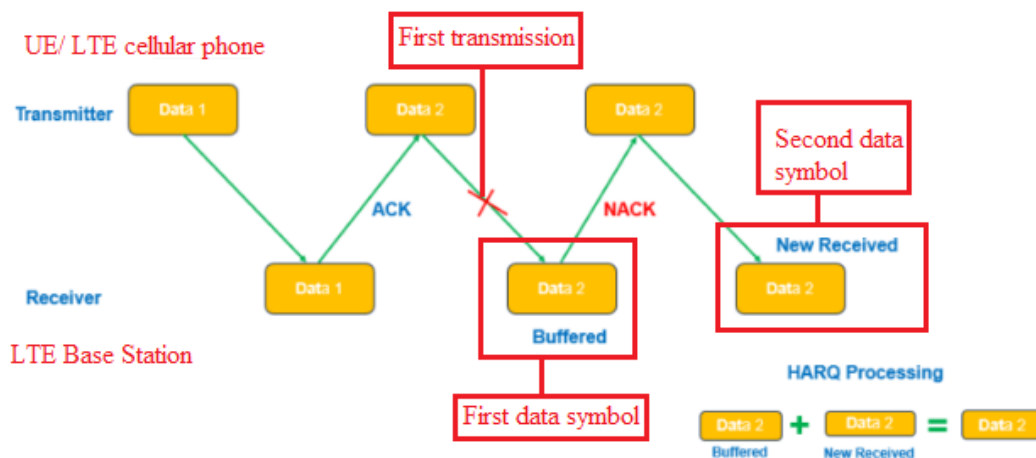 UE/ LTE cellular phone
First transmission
Transmitter
Data 1
Data 2
Data 2
Second data
symbol
ACK
NACK
New Received
Receiver
Data 1
Data 2
Data 2
Buffered
LTE Base Station
First data symbol
HARQ Processing
Data 2 + Data 2 = Data 2
Buffered
New Received